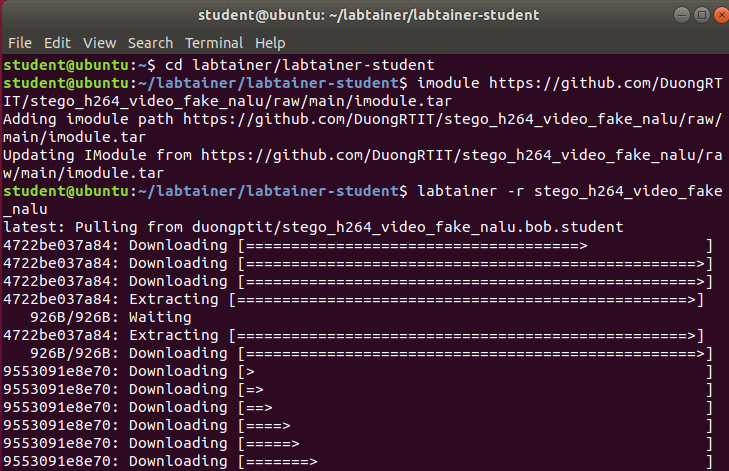 student@ubuntu: ~/labtainer/labtainer-student
File Edit View Search Terminal Help
student@ubuntu:~$ cd labtainer/labtainer-student
student@ubuntu:~/labtainer/labtainer-student$ imodule https://github.com/DuongRT
IT/stego_h264_video_fake_nalu/raw/main/imodule.tar
Adding imodule path https://github.com/DuongRTIT/stego_h264_video_fake_nalu/raw/
main/imodule.tar
Updating IModule from https://github.com/DuongRTIT/stego_h264_video_fake_nalu/ra
w/main/imodule.tar
student@ubuntu:~/labtainer/labtainer-student$ labtainer -r stego_h264_video_fake
_nalu
latest: Pulling from duongptit/stego_h264_video_fake_nalu.bob.student
4722be037a84: Downloading [=====================================>             ]
4722be037a84: Downloading [==================================================>]
4722be037a84: Downloading [==================================================>]
4722be037a84: Extracting [==================================================>]
   926B/926B: Waiting
4722be037a84: Extracting [==================================================>]
   926B/926B: Downloading [==================================================>]
9553091e8e70: Downloading [>                                                  ]
9553091e8e70: Downloading [=>                                                 ]
9553091e8e70: Downloading [==>                                                ]
9553091e8e70: Downloading [====>                                              ]
9553091e8e70: Downloading [=====>                                             ]
9553091e8e70: Downloading [=======>                                           ]